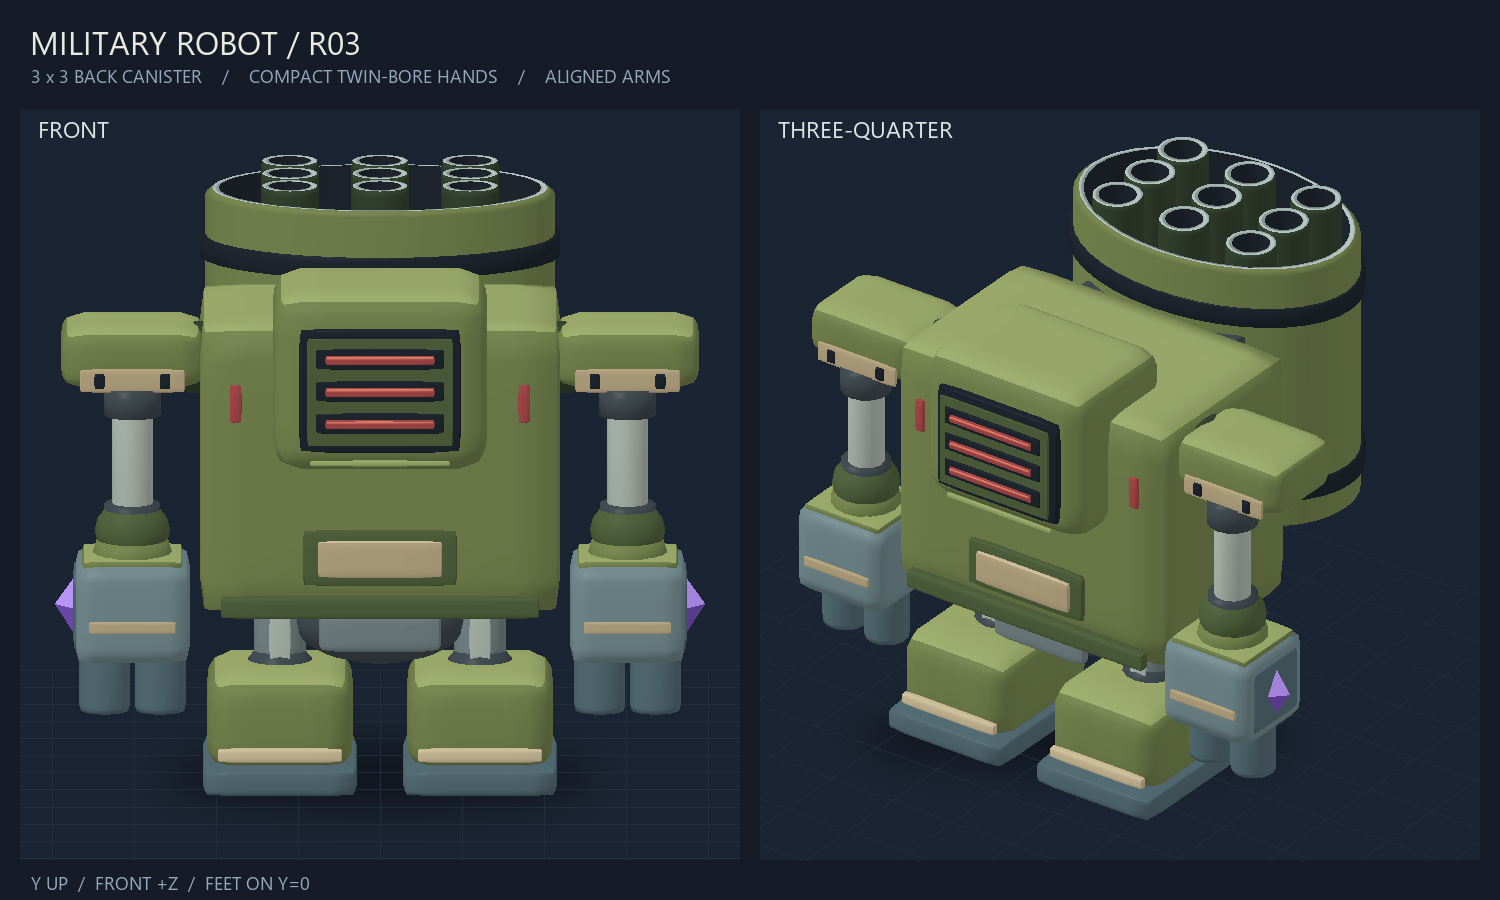 MILITARY ROBOT / R03
3 x 3 BACK CANISTER / COMPACT TWIN-BORE HANDS / ALIGNED ARMS
FRONT
THREE-QUARTER
Y UP / FRONT +Z / FEET ON Y=0